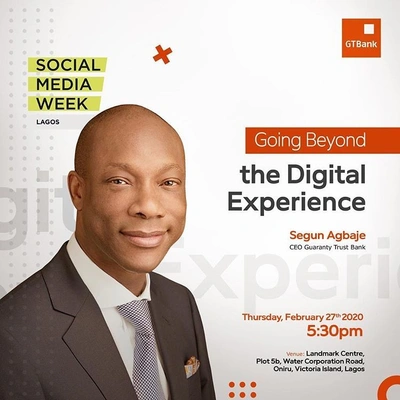 GTBank
SOCIAL
MEDIA
WEEK
LAGOS
Going Beyond
the Digital
Experience
Segun Agbaje
CEO Guaranty Trust Bank
Thursday, February 27th 2020
5:30pm
Venue: Landmark Centre,
Plot 5b, Water Corporation Road,
Oniru, Victoria Island, Lagos